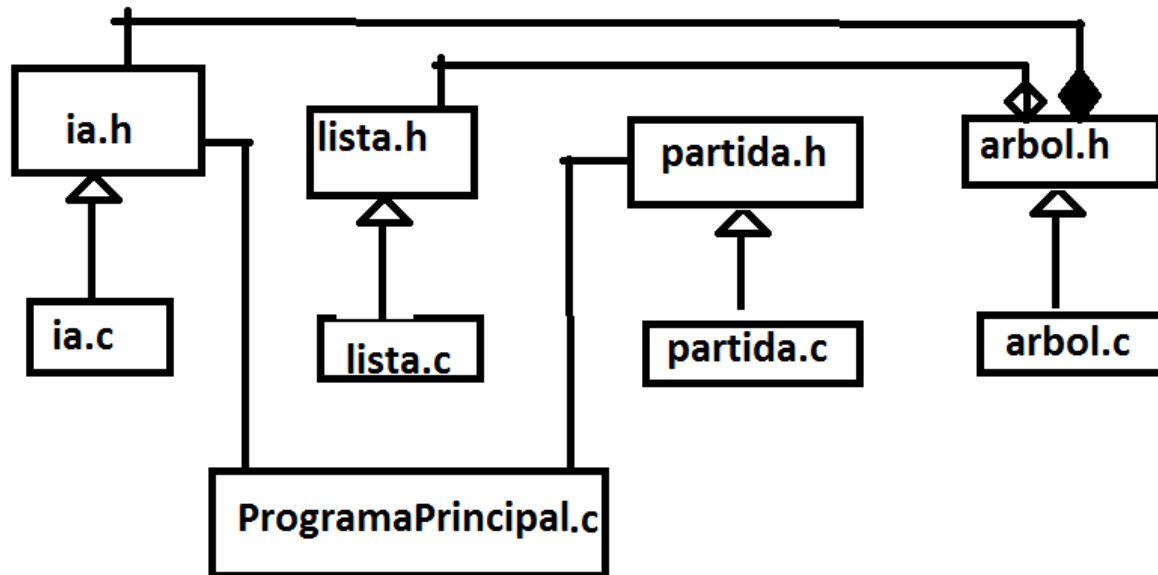 ia.h
lista.h
partida.h
arbol.h
ia.c
lista.c
partida.c
arbol.c
ProgramaPrincipal.c